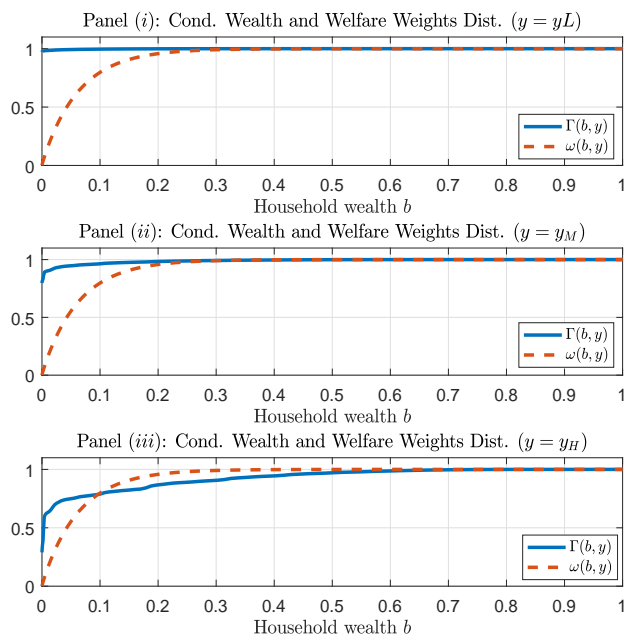 Panel (i): Cond. Wealth and Welfare Weights Dist. (y = yL)
1
0.5
0
Γ(b, y)
ω(b, y)
0 0.1 0.2 0.3 0.4 0.5 0.6 0.7 0.8 0.9 1
Household wealth b
Panel (ii): Cond. Wealth and Welfare Weights Dist. (y = y_M)
1
0.5
0
Γ(b, y)
ω(b, y)
0 0.1 0.2 0.3 0.4 0.5 0.6 0.7 0.8 0.9 1
Household wealth b
Panel (iii): Cond. Wealth and Welfare Weights Dist. (y = y_H)
1
0.5
0
Γ(b, y)
ω(b, y)
0 0.1 0.2 0.3 0.4 0.5 0.6 0.7 0.8 0.9 1
Household wealth b